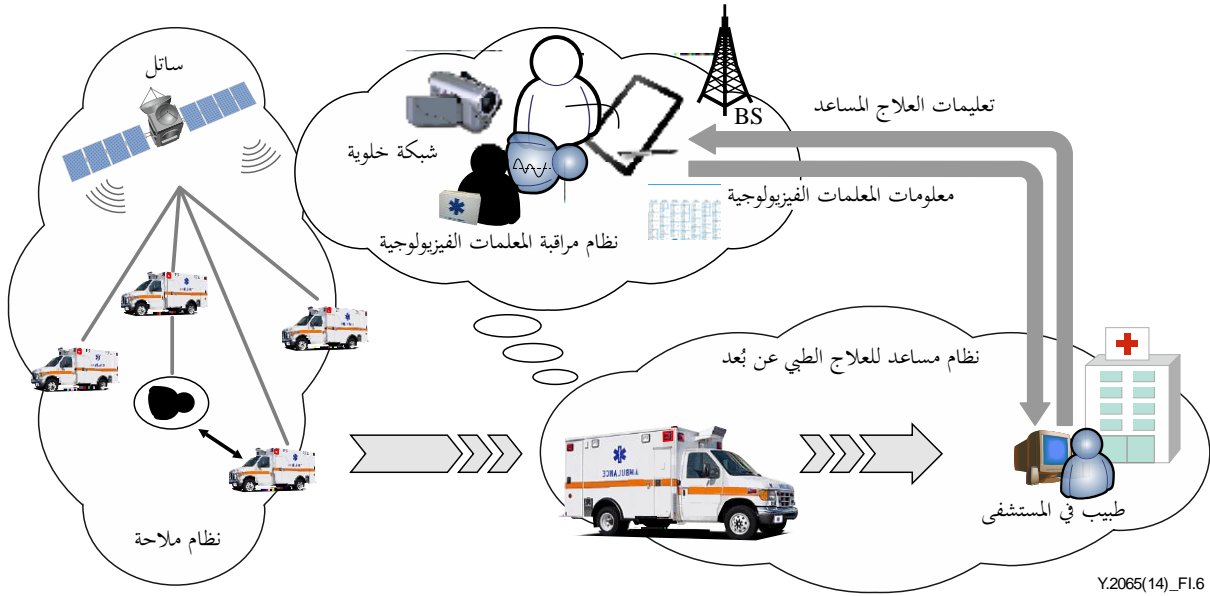 ساتل
BS
تعليمات العلاج المساعد
شبكة خلوية
معلومات المعلمات الفيزيولوجية
نظام مراقبة المعلمات الفيزيولوجية
نظام مساعد للعلاج الطبي عن بُعد
AMBULANCE
طبيب في المستشفى
نظام ملاحة
Y.2065(14)_FI.6